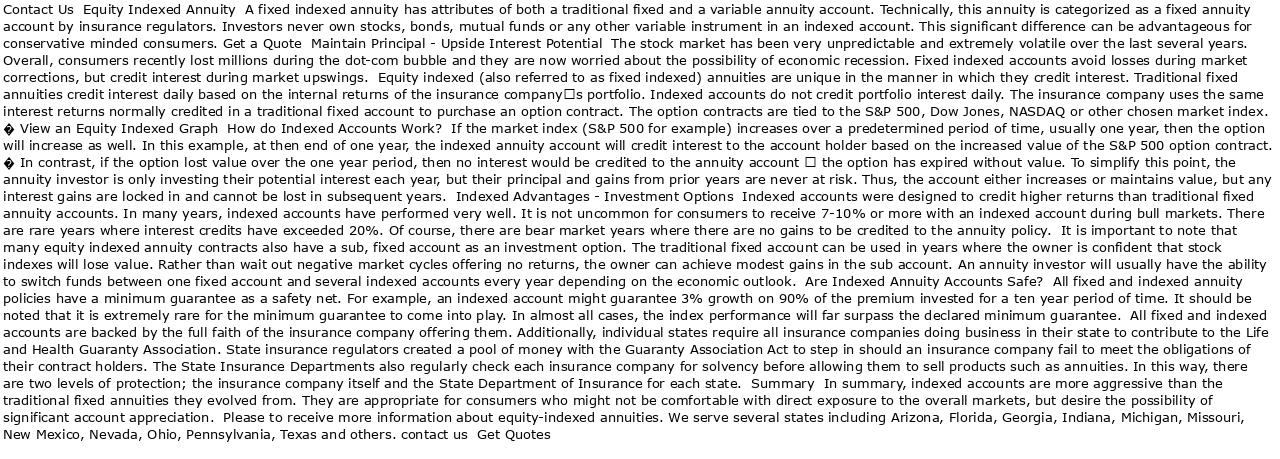 Contact Us  Equity Indexed Annuity  A fixed indexed annuity has attributes of both a traditional fixed and a variable annuity account. Technically, this annuity is categorized as a fixed annuity
account by insurance regulators. Investors never own stocks, bonds, mutual funds or any other variable instrument in an indexed account. This significant difference can be advantageous for
conservative minded consumers. Get a Quote  Maintain Principal - Upside Interest Potential  The stock market has been very unpredictable and extremely volatile over the last several years.
Overall, consumers recently lost millions during the dot-com bubble and they are now worried about the possibility of economic recession. Fixed indexed accounts avoid losses during market
corrections, but credit interest during market upswings.  Equity indexed (also referred to as fixed indexed) annuities are unique in the manner in which they credit interest. Traditional fixed
annuities credit interest daily based on the internal returns of the insurance company□s portfolio. Indexed accounts do not credit portfolio interest daily. The insurance company uses the same
interest returns normally credited in a traditional fixed account to purchase an option contract. The option contracts are tied to the S&P 500, Dow Jones, NASDAQ or other chosen market index.
� View an Equity Indexed Graph  How do Indexed Accounts Work?  If the market index (S&P 500 for example) increases over a predetermined period of time, usually one year, then the option
will increase as well. In this example, at then end of one year, the indexed annuity account will credit interest to the account holder based on the increased value of the S&P 500 option contract.
� In contrast, if the option lost value over the one year period, then no interest would be credited to the annuity account □ the option has expired without value. To simplify this point, the
annuity investor is only investing their potential interest each year, but their principal and gains from prior years are never at risk. Thus, the account either increases or maintains value, but any
interest gains are locked in and cannot be lost in subsequent years.  Indexed Advantages - Investment Options  Indexed accounts were designed to credit higher returns than traditional fixed
annuity accounts. In many years, indexed accounts have performed very well. It is not uncommon for consumers to receive 7-10% or more with an indexed account during bull markets. There
are rare years where interest credits have exceeded 20%. Of course, there are bear market years where there are no gains to be credited to the annuity policy.  It is important to note that
many equity indexed annuity contracts also have a sub, fixed account as an investment option. The traditional fixed account can be used in years where the owner is confident that stock
indexes will lose value. Rather than wait out negative market cycles offering no returns, the owner can achieve modest gains in the sub account. An annuity investor will usually have the ability
to switch funds between one fixed account and several indexed accounts every year depending on the economic outlook.  Are Indexed Annuity Accounts Safe?  All fixed and indexed annuity
policies have a minimum guarantee as a safety net. For example, an indexed account might guarantee 3% growth on 90% of the premium invested for a ten year period of time. It should be
noted that it is extremely rare for the minimum guarantee to come into play. In almost all cases, the index performance will far surpass the declared minimum guarantee.  All fixed and indexed
accounts are backed by the full faith of the insurance company offering them. Additionally, individual states require all insurance companies doing business in their state to contribute to the Life
and Health Guaranty Association. State insurance regulators created a pool of money with the Guaranty Association Act to step in should an insurance company fail to meet the obligations of
their contract holders. The State Insurance Departments also regularly check each insurance company for solvency before allowing them to sell products such as annuities. In this way, there
are two levels of protection; the insurance company itself and the State Department of Insurance for each state.  Summary  In summary, indexed accounts are more aggressive than the
traditional fixed annuities they evolved from. They are appropriate for consumers who might not be comfortable with direct exposure to the overall markets, but desire the possibility of
significant account appreciation.  Please to receive more information about equity-indexed annuities. We serve several states including Arizona, Florida, Georgia, Indiana, Michigan, Missouri,
New Mexico, Nevada, Ohio, Pennsylvania, Texas and others. contact us  Get Quotes